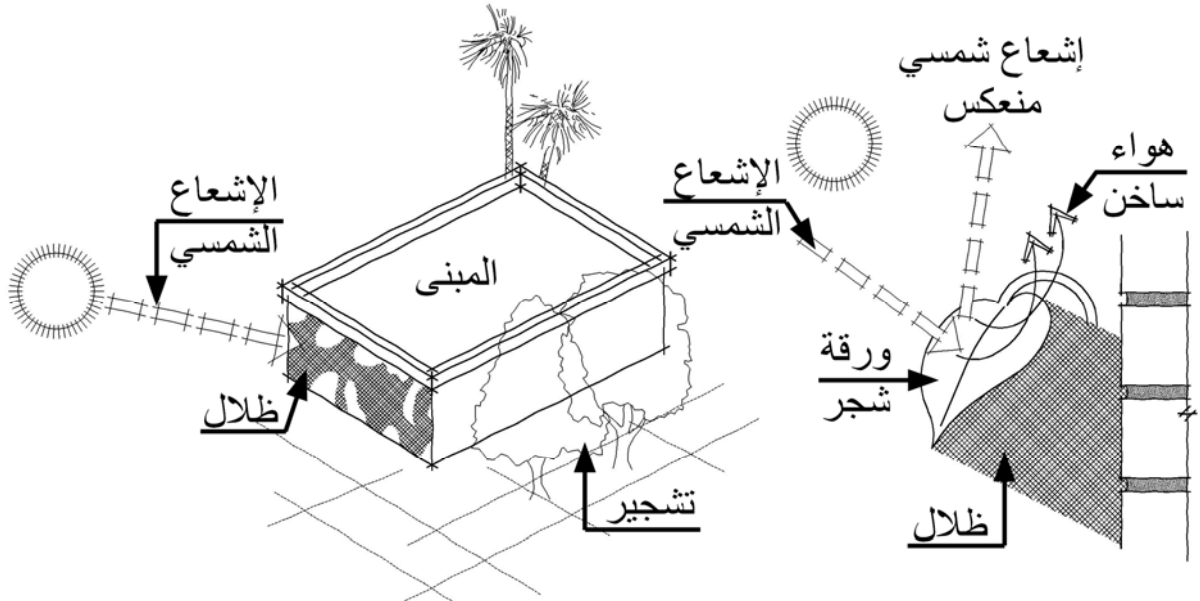 إشعاع شمسي
منعكس
هواء
ساخن
الإشعاع
الشمسي
ورقة
شجر
ظلال
الإشعاع
الشمسي
المبنى
ظلال
تشجير